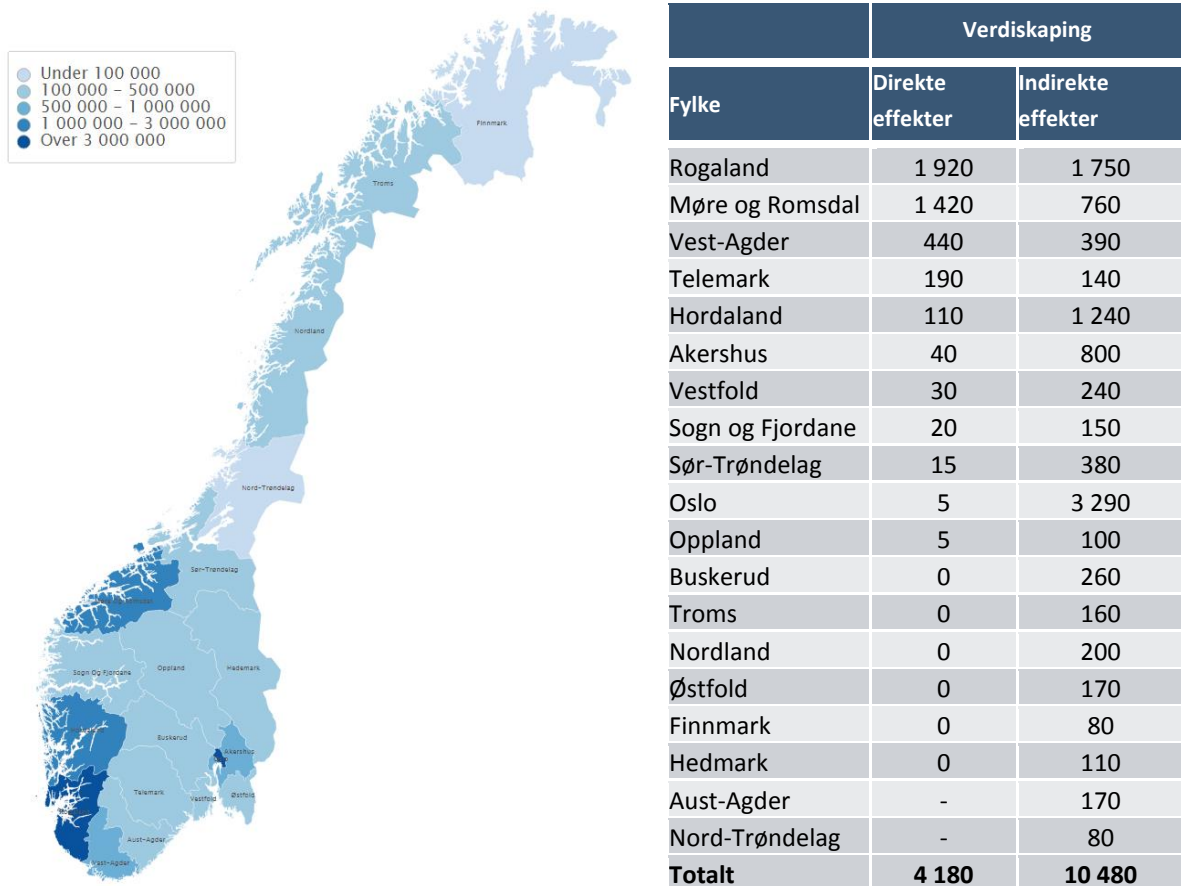 Under 100 000
100 000 – 500 000
500 000 – 1 000 000
1 000 000 – 3 000 000
Over 3 000 000
Finnmark
Troms
Nordland
Nord-Trøndelag
Sør-Trøndelag
Sogn Og Fjordane
Oppland
Hedemark
Buskerud
Akershus
Telemark
Vestfold
Østfold
Aust-Agder
Vest-Agder
Verdiskaping
Fylke Direkte effekter Indirekte effekter
Rogaland 1 920 1 750
Møre og Romsdal 1 420 760
Vest-Agder 440 390
Telemark 190 140
Hordaland 110 1 240
Akershus 40 800
Vestfold 30 240
Sogn og Fjordane 20 150
Sør-Trøndelag 15 380
Oslo 5 3 290
Oppland 5 100
Buskerud 0 260
Troms 0 160
Nordland 0 200
Østfold 0 170
Finnmark 0 80
Hedmark 0 110
Aust-Agder - 170
Nord-Trøndelag - 80
Totalt 4 180 10 480